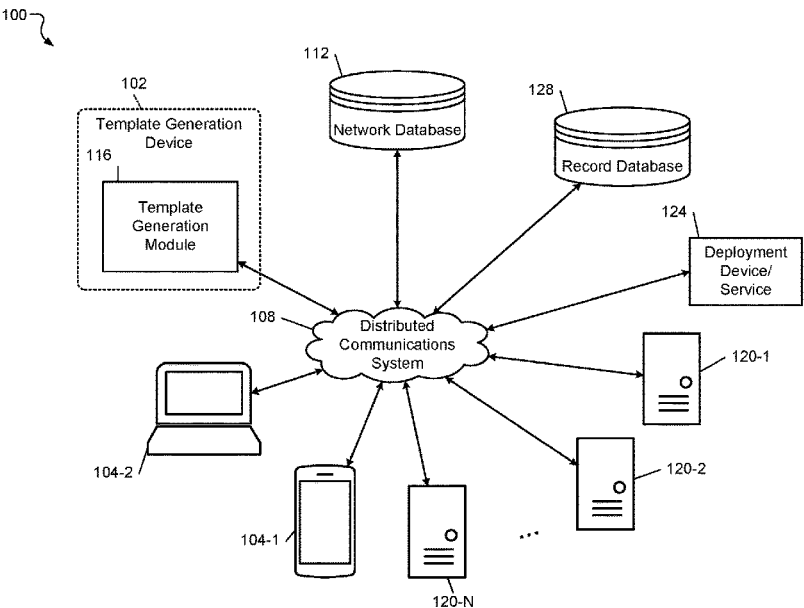 100
112
Network Database
128
Record Database
102
Template Generation
Device
116
Template
Generation
Module
124
Deployment
Device/
Service
108
Distributed
Communications
System
120-1
104-2
120-2
104-1
...
120-N